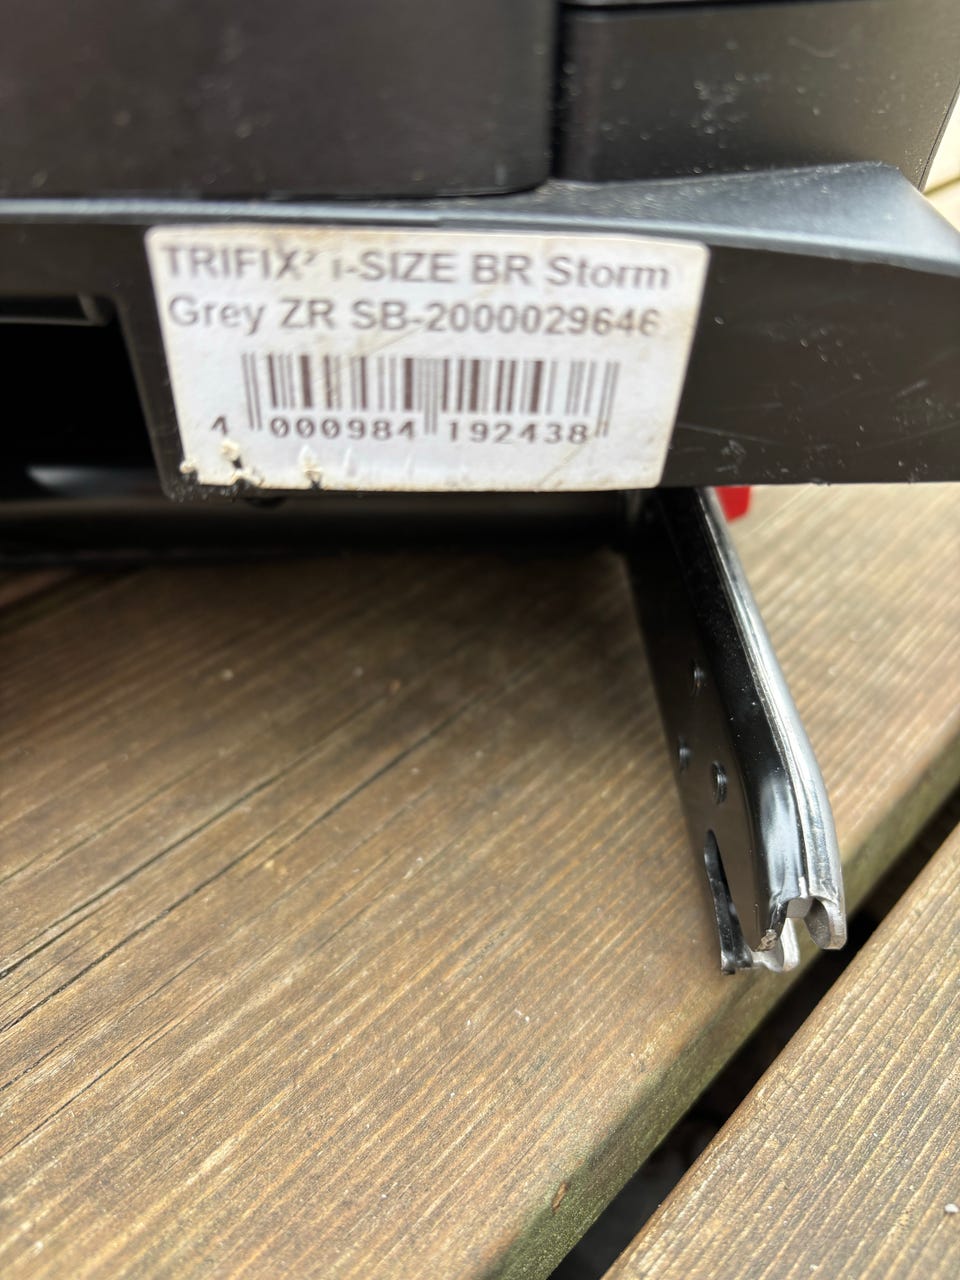 TRIFIX² i-SIZE BR Storm
Grey ZR SB-2000029646
4 000984 192438